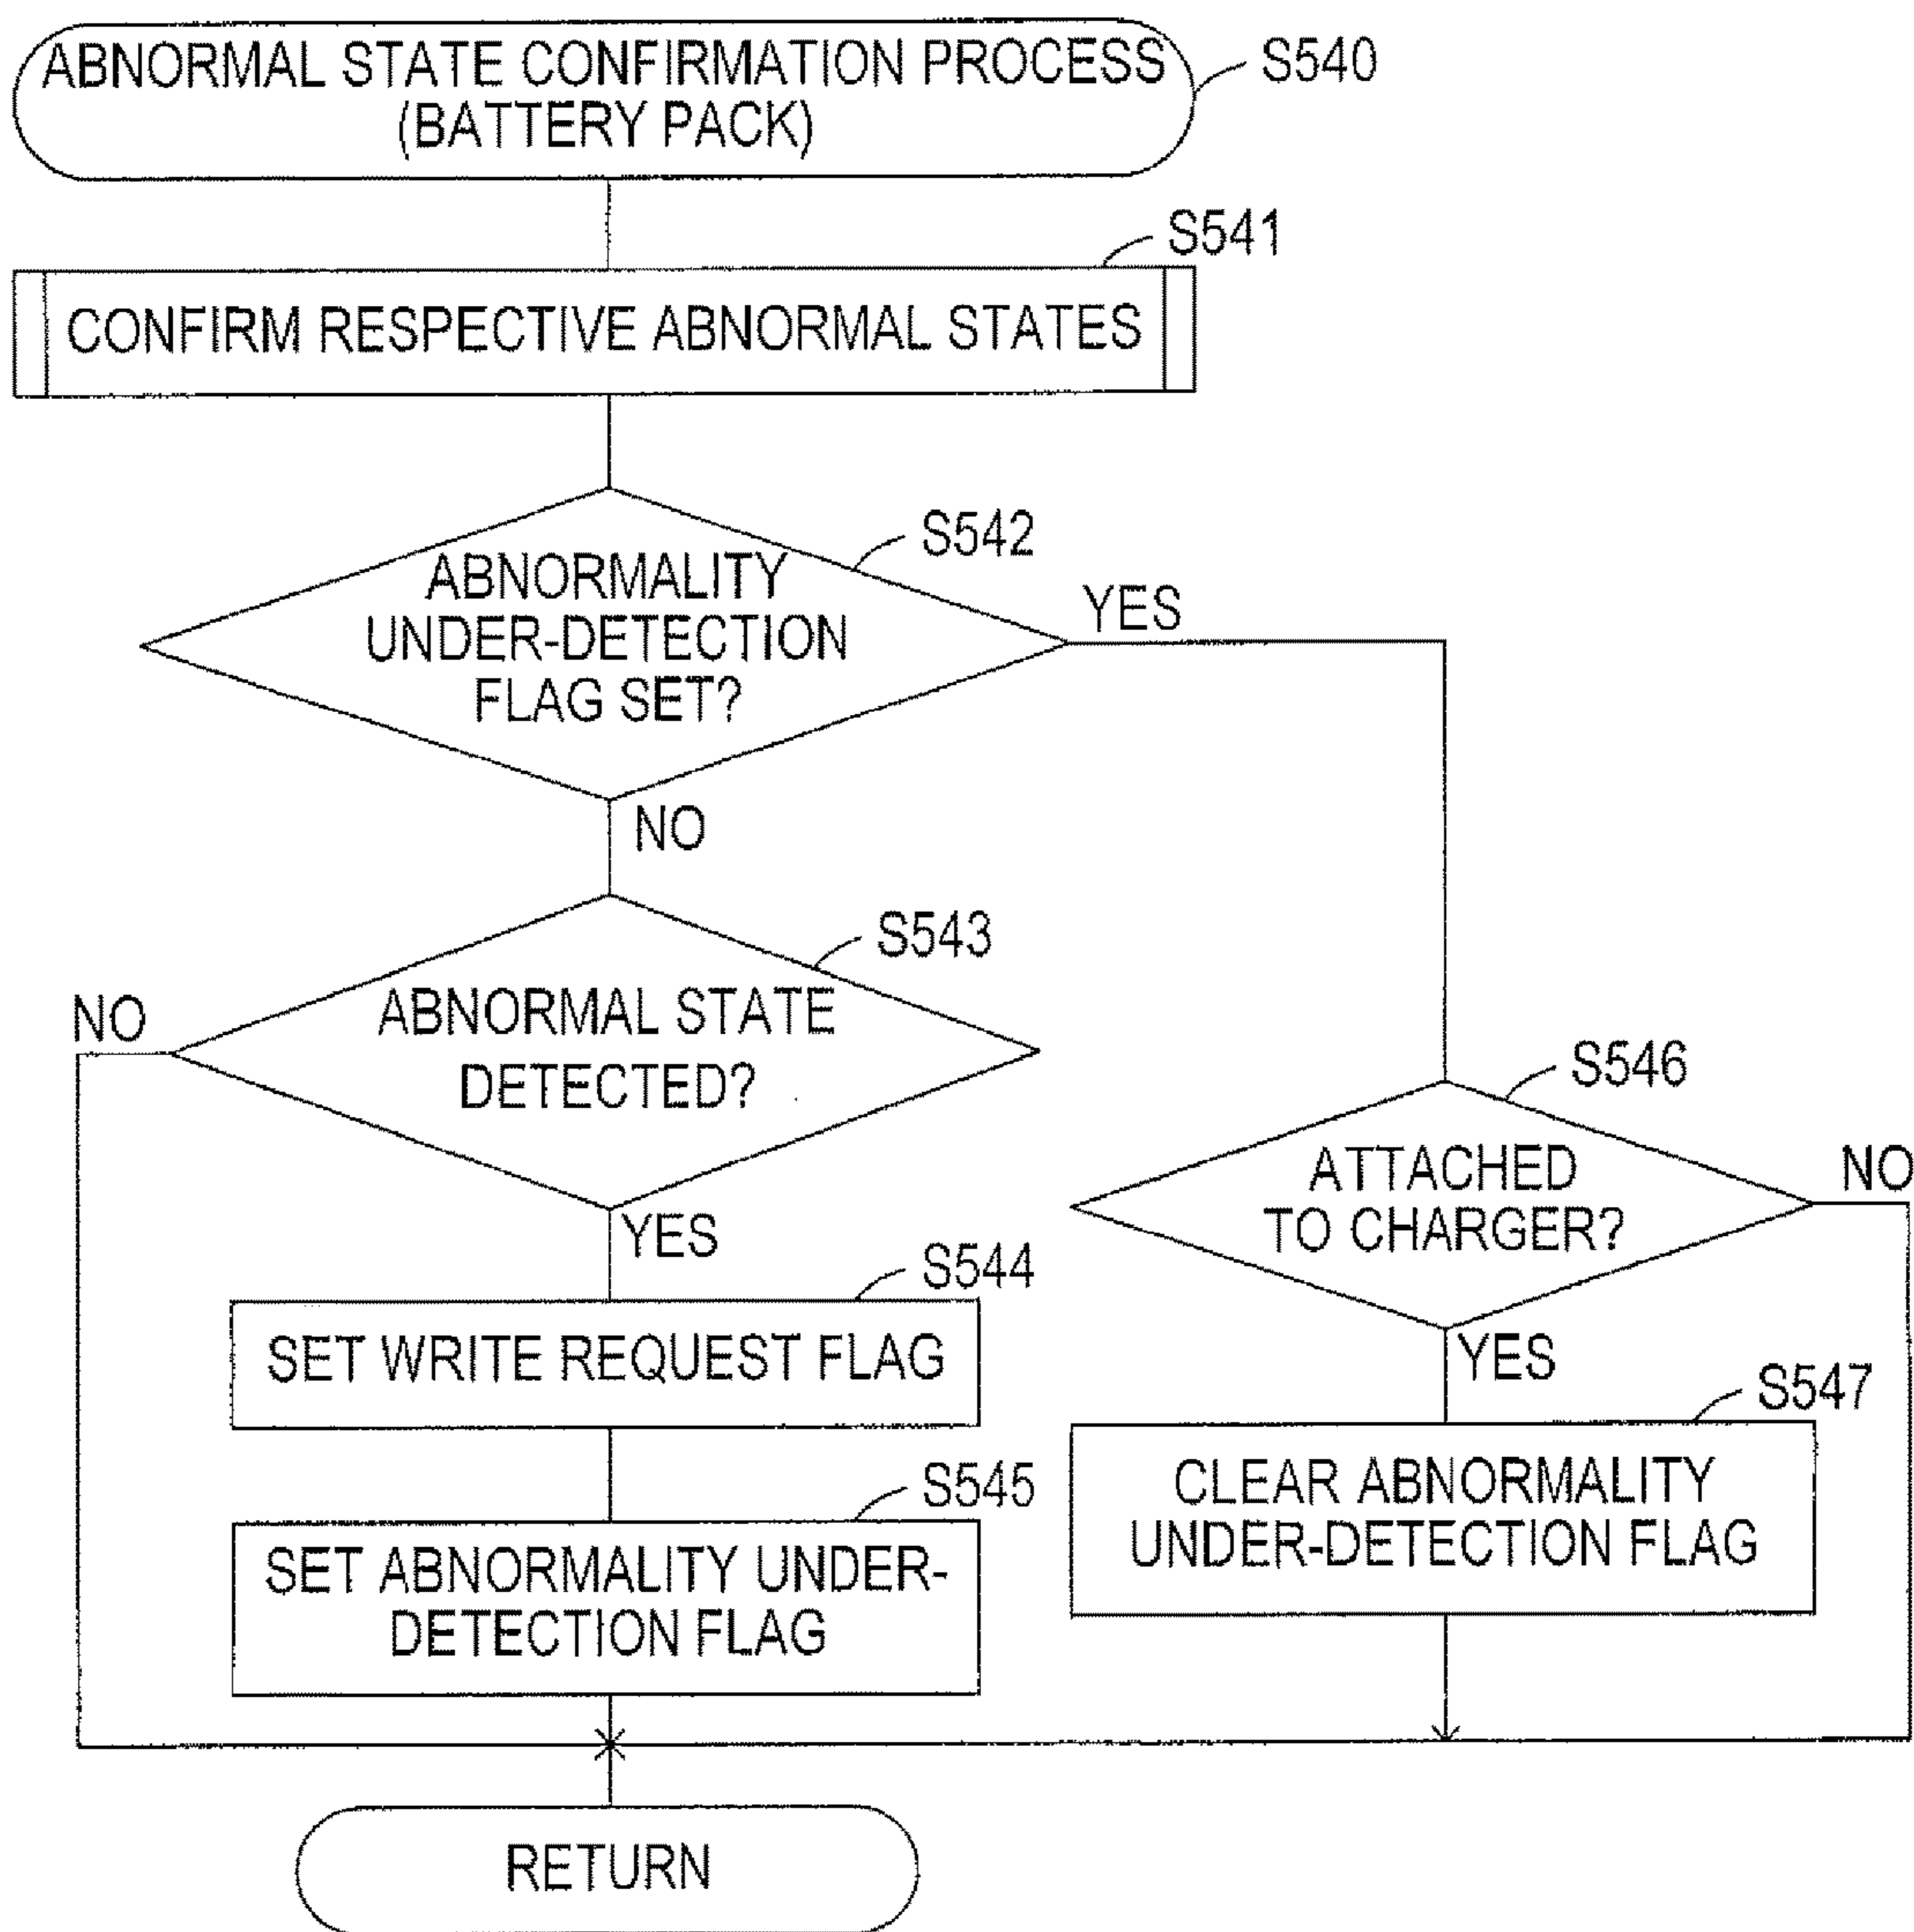 ABNORMAL STATE CONFIRMATION PROCESS
(BATTERY PACK)
S540
S541
CONFIRM RESPECTIVE ABNORMAL STATES
S542
ABNORMALITY
UNDER-DETECTION
FLAG SET?
YES
NO
S543
ABNORMAL STATE
DETECTED?
NO
YES
S546
ATTACHED
TO CHARGER?
NO
YES
S544
SET WRITE REQUEST FLAG
S547
CLEAR ABNORMALITY
UNDER-DETECTION FLAG
S545
SET ABNORMALITY UNDER-
DETECTION FLAG
RETURN